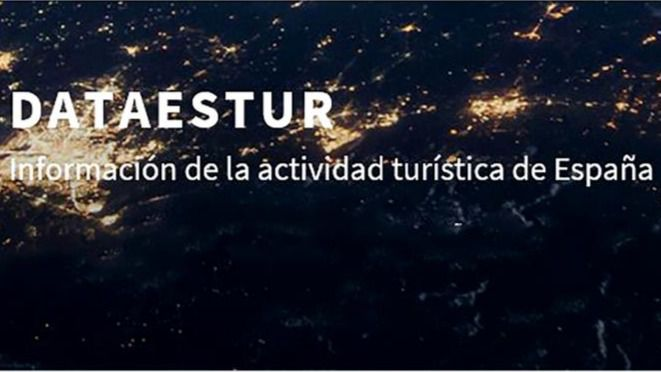 DATAESTUR
Información de la actividad turística de España